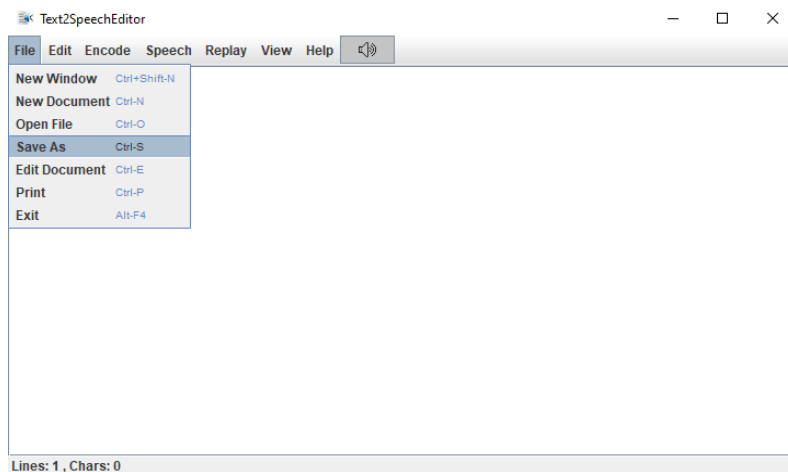 Text2SpeechEditor
File Edit Encode Speech Replay View Help
New Window Ctrl+Shift-N
New Document Ctrl-N
Open File Ctrl-O
Save As Ctrl-S
Edit Document Ctrl-E
Print Ctrl-P
Exit Alt-F4
Lines: 1 , Chars: 0